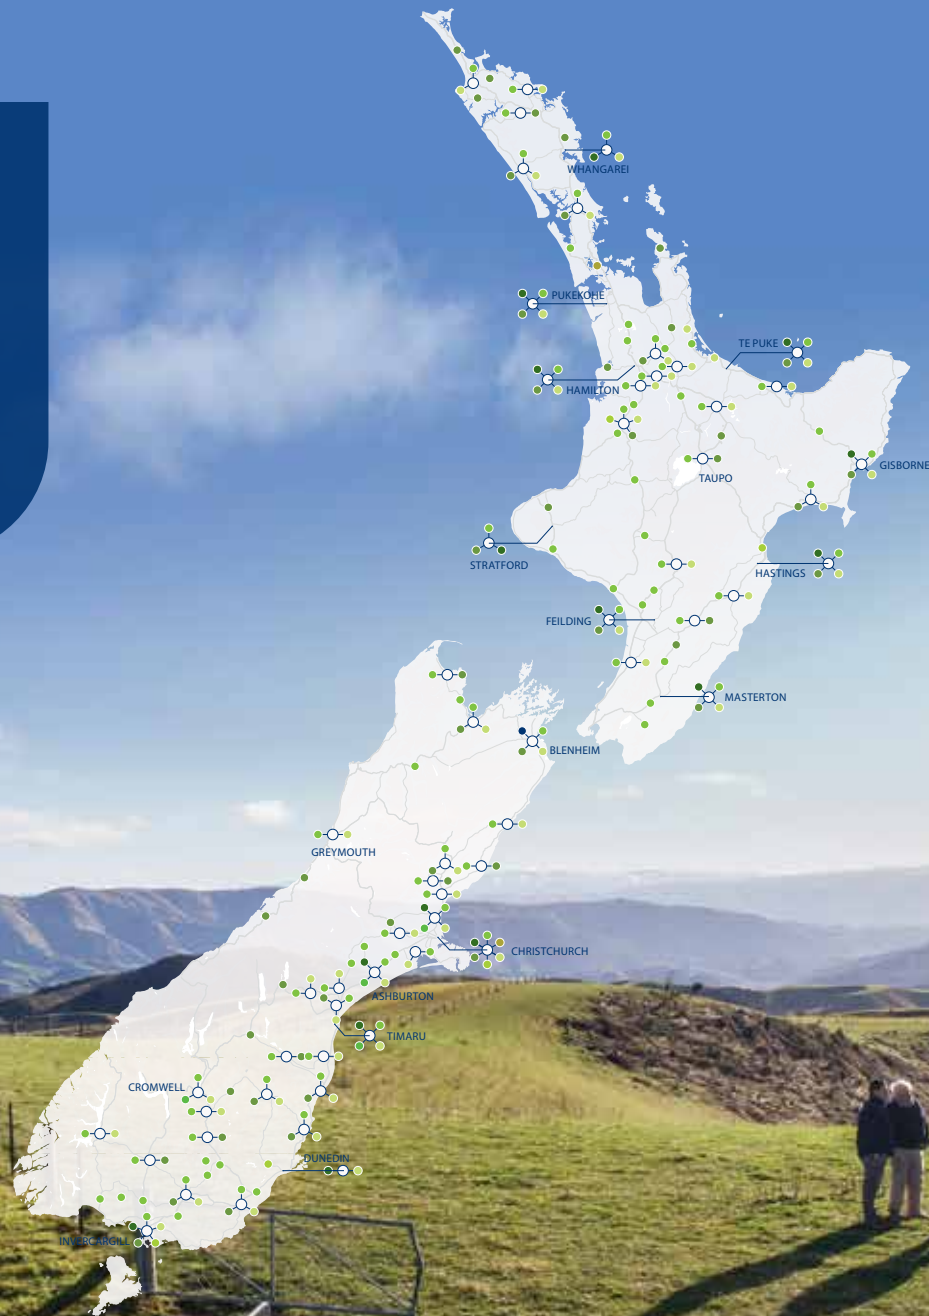 WHANGAREI
PUKEKOHE
TE PUKE
HAMILTON
GISBORNE
TAUPO
STRATFORD
HASTINGS
FEILDING
MASTERTON
BLENHEIM
GREYMOUTH
CHRISTCHURCH
ASHBURTON
TIMARU
CROMWELL
DUNEDIN
INVERCARGILL